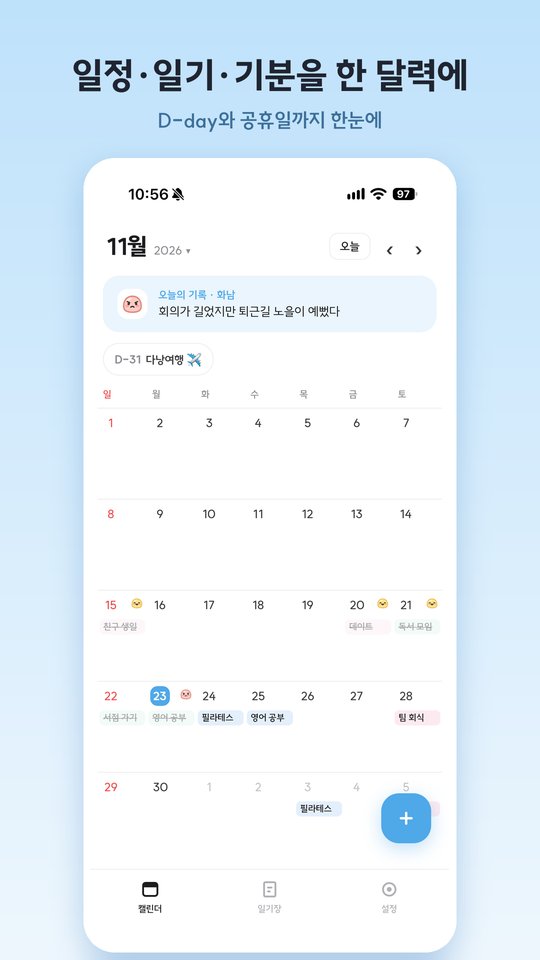 일정·일기·기분을 한 달력에
D-day와 공휴일까지 한눈에
10:56 97
11월 2026 ▾ 오늘 ‹ ›
오늘의 기록 · 화남
회의가 길었지만 퇴근길 노을이 예뻤다
D-31 다낭여행 ✈️
일 월 화 수 목 금 토
1 2 3 4 5 6 7
8 9 10 11 12 13 14
15 16 17 18 19 20 21
친구 생일 데이트 독서 모임
22 23 24 25 26 27 28
서점 가기 영어 공부 필라테스 영어 공부 팀 회식
29 30 1 2 3 4 5
필라테스
+
캘린더 일기장 설정